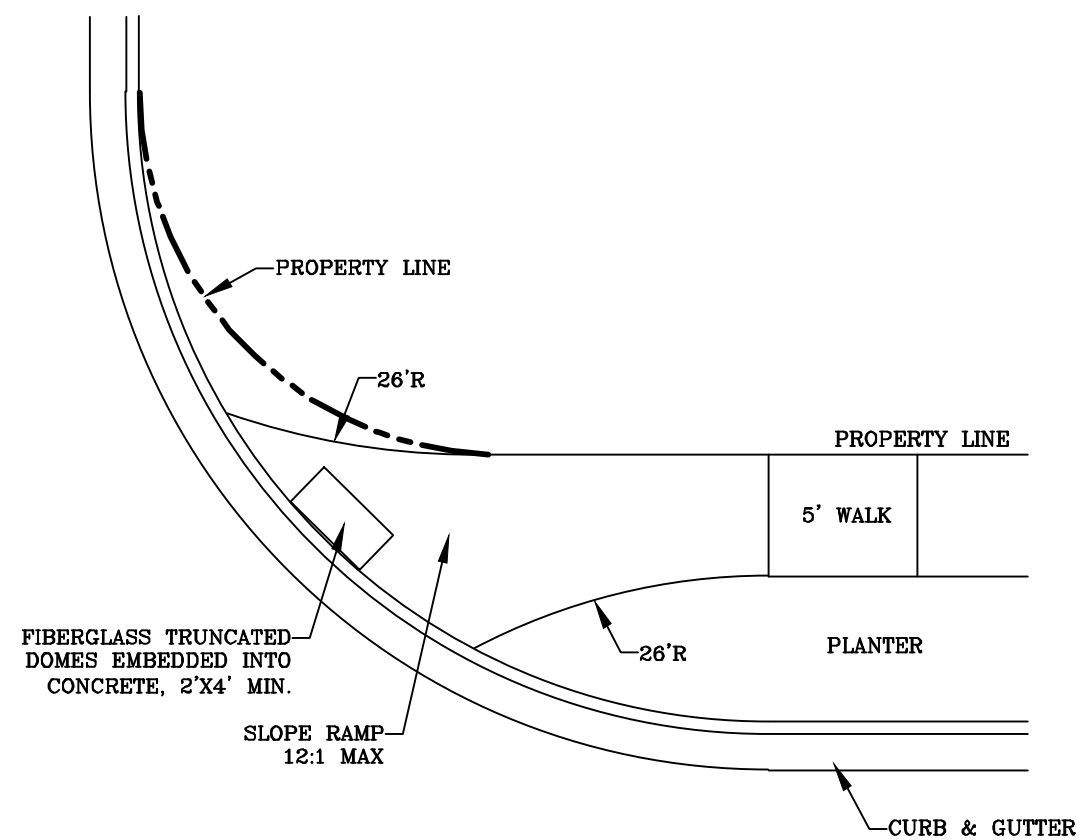 PROPERTY LINE
26'R
PROPERTY LINE
5' WALK
FIBERGLASS TRUNCATED
DOMES EMBEDDED INTO
CONCRETE, 2'X4' MIN.
26'R
PLANTER
SLOPE RAMP
12:1 MAX
CURB & GUTTER